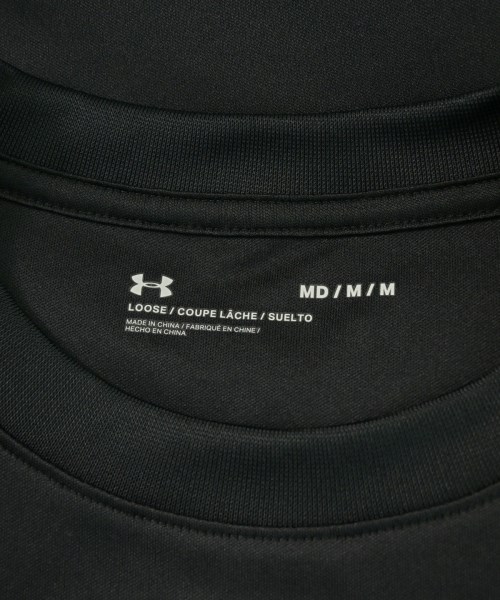 MD / M / M
LOOSE / COUPE LÂCHE / SUELTO
MADE IN CHINA / FABRIQUÉ EN CHINE /
HECHO EN CHINA.